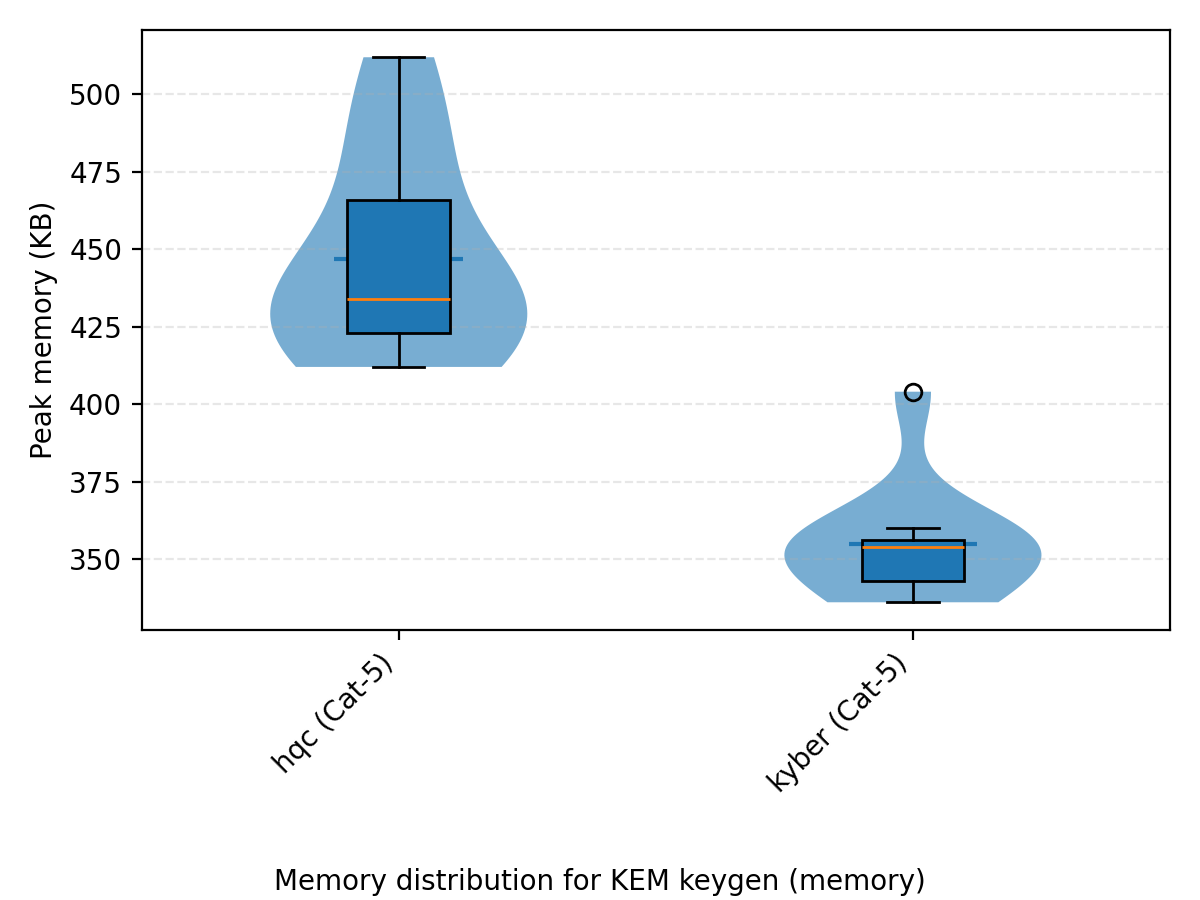 500
475
450
425
400
375
350
Peak memory (KB)
hqc (Cat-5)
kyber (Cat-5)
Memory distribution for KEM keygen (memory)